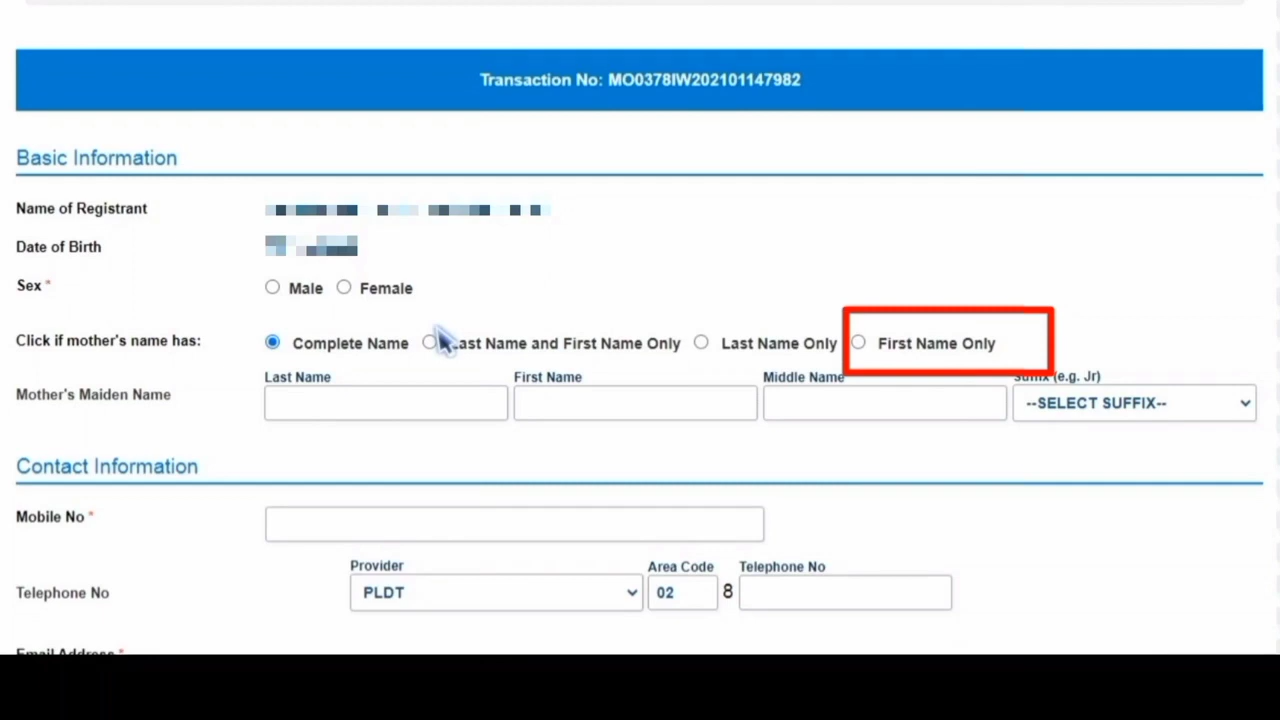 Transaction No: MO0378IW202101147982
Basic Information
Name of Registrant
Date of Birth
Sex * Male Female
Click if mother's name has: Complete Name Last Name and First Name Only Last Name Only First Name Only
Last Name First Name Middle Name Suffix (e.g. Jr)
Mother's Maiden Name --SELECT SUFFIX--
Contact Information
Mobile No *
Provider Area Code Telephone No
Telephone No PLDT 02 8
Email Address *